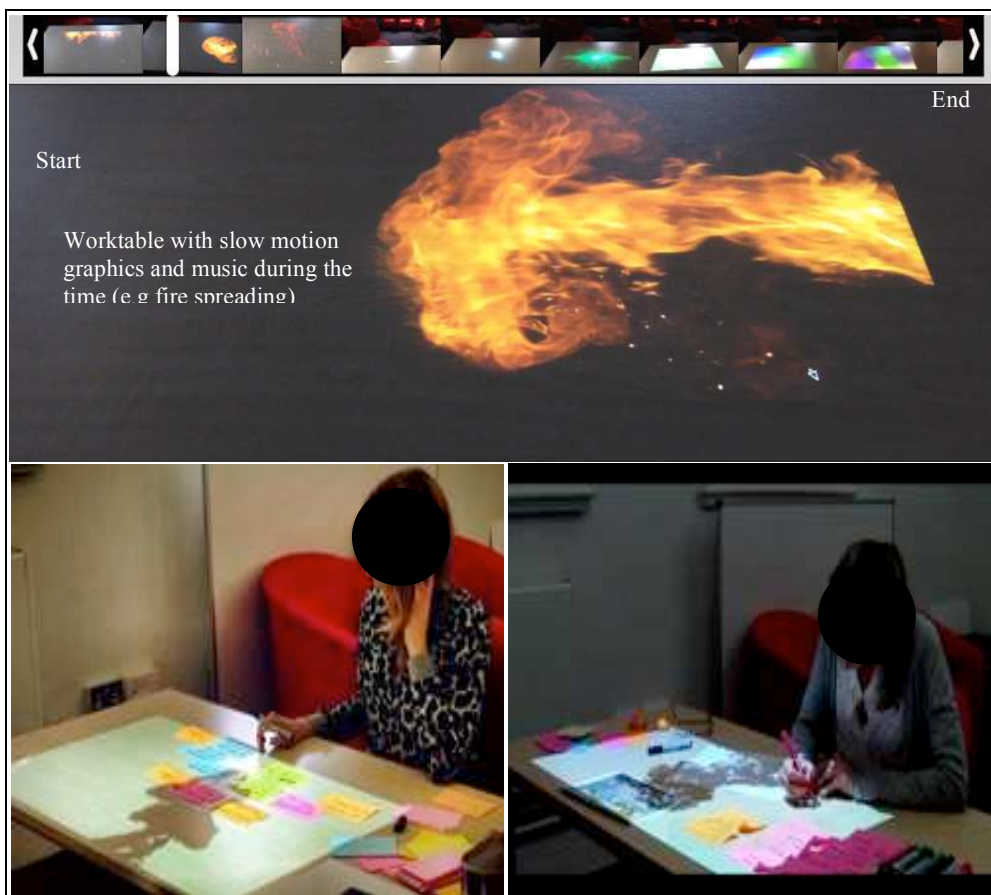 End
Start
Worktable with slow motion
graphics and music during the
time (e.g fire spreading)